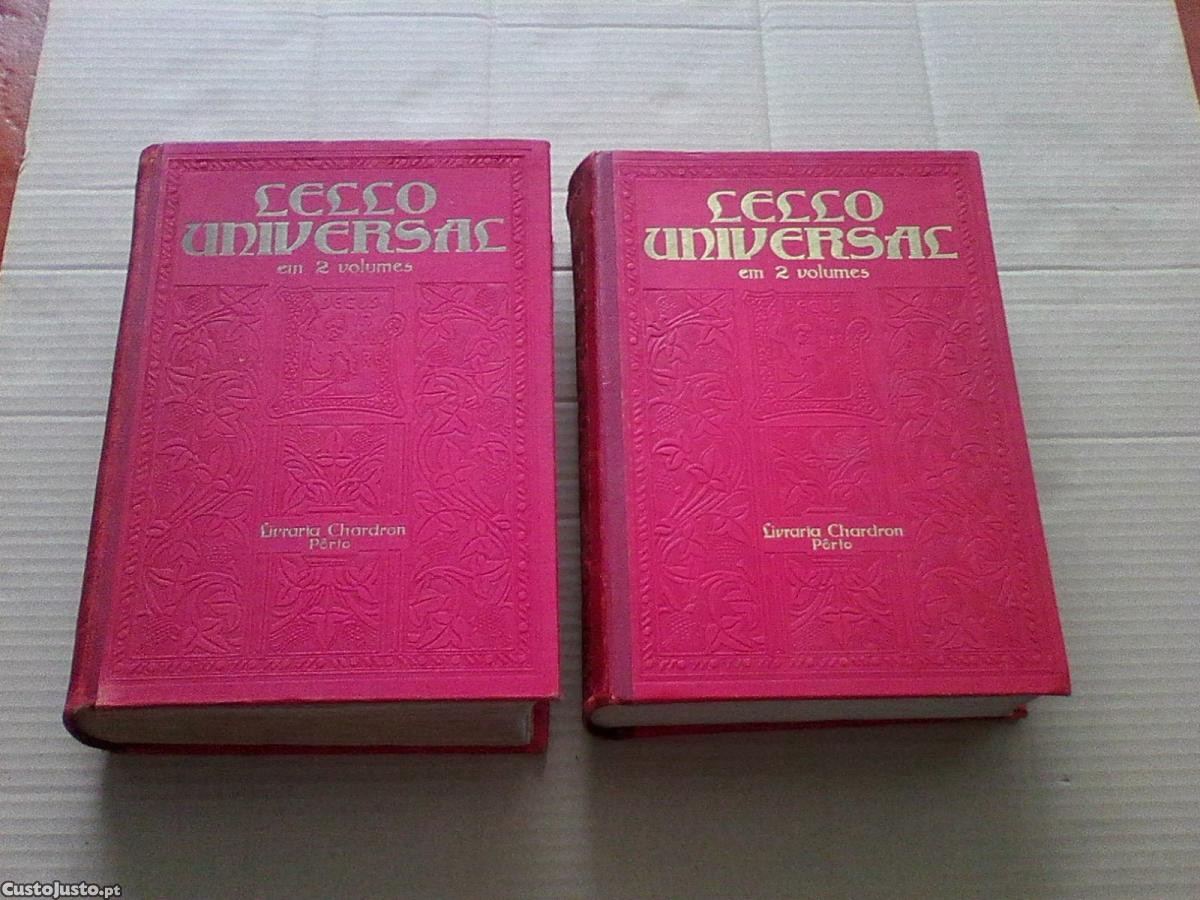 LELLO
UNIVERSAL
em 2 volumes
Livraria Chardron
Pôrto
LELLO
UNIVERSAL
em 2 volumes
Livraria Chardron
Pôrto
CustoJusto.pt